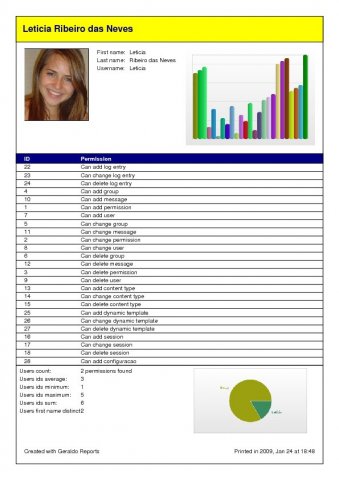 Leticia Ribeiro das Neves
First name: Leticia
Last name: Ribeiro das Neves
Username: Leticia
ID Permission
22 Can add log entry
23 Can change log entry
24 Can delete log entry
4 Can add group
10 Can add message
1 Can add permission
7 Can add user
5 Can change group
11 Can change message
2 Can change permission
8 Can change user
6 Can delete group
12 Can delete message
3 Can delete permission
9 Can delete user
13 Can add content type
14 Can change content type
15 Can delete content type
25 Can add dynamic template
26 Can change dynamic template
27 Can delete dynamic template
16 Can add session
17 Can change session
18 Can delete session
28 Can add configuracao
Users count: 2 permissions found
Users ids average: 3
Users ids minimum: 1
Users ids maximum: 5
Users ids sum: 6
Users first name distinct: 2
Created with Geraldo Reports
Printed in 2009, Jan 24 at 19:48